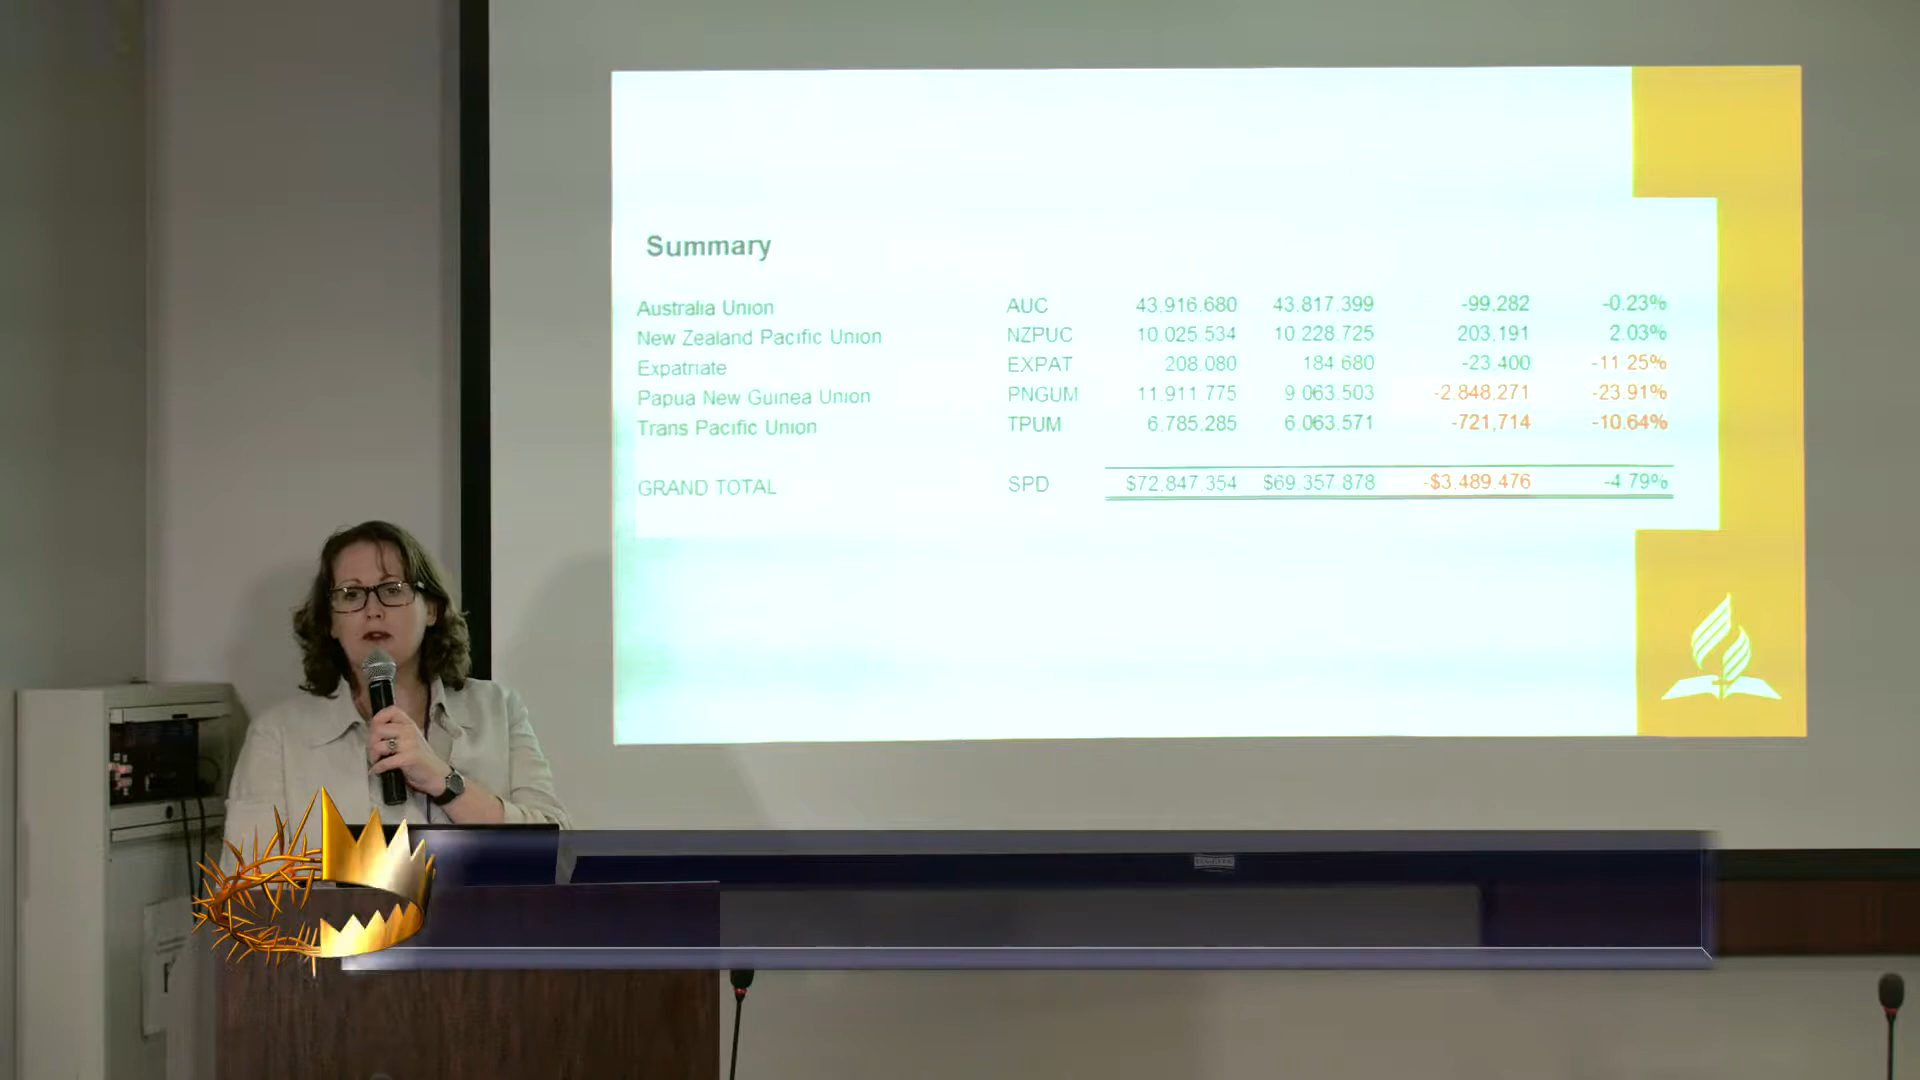 Summary
Australia Union AUC 43,916,680 43,817,399 -99,282 -0.23%
New Zealand Pacific Union NZPUC 10,025,534 10,228,725 203,191 2.03%
Expatriate EXPAT 208,080 184,680 -23,400 -11.25%
Papua New Guinea Union PNGUM 11,911,775 9,063,503 -2,848,271 -23.91%
Trans Pacific Union TPUM 6,785,285 6,063,571 -721,714 -10.64%
GRAND TOTAL SPD $72,847,354 $69,357,878 -$3,489,476 -4.79%